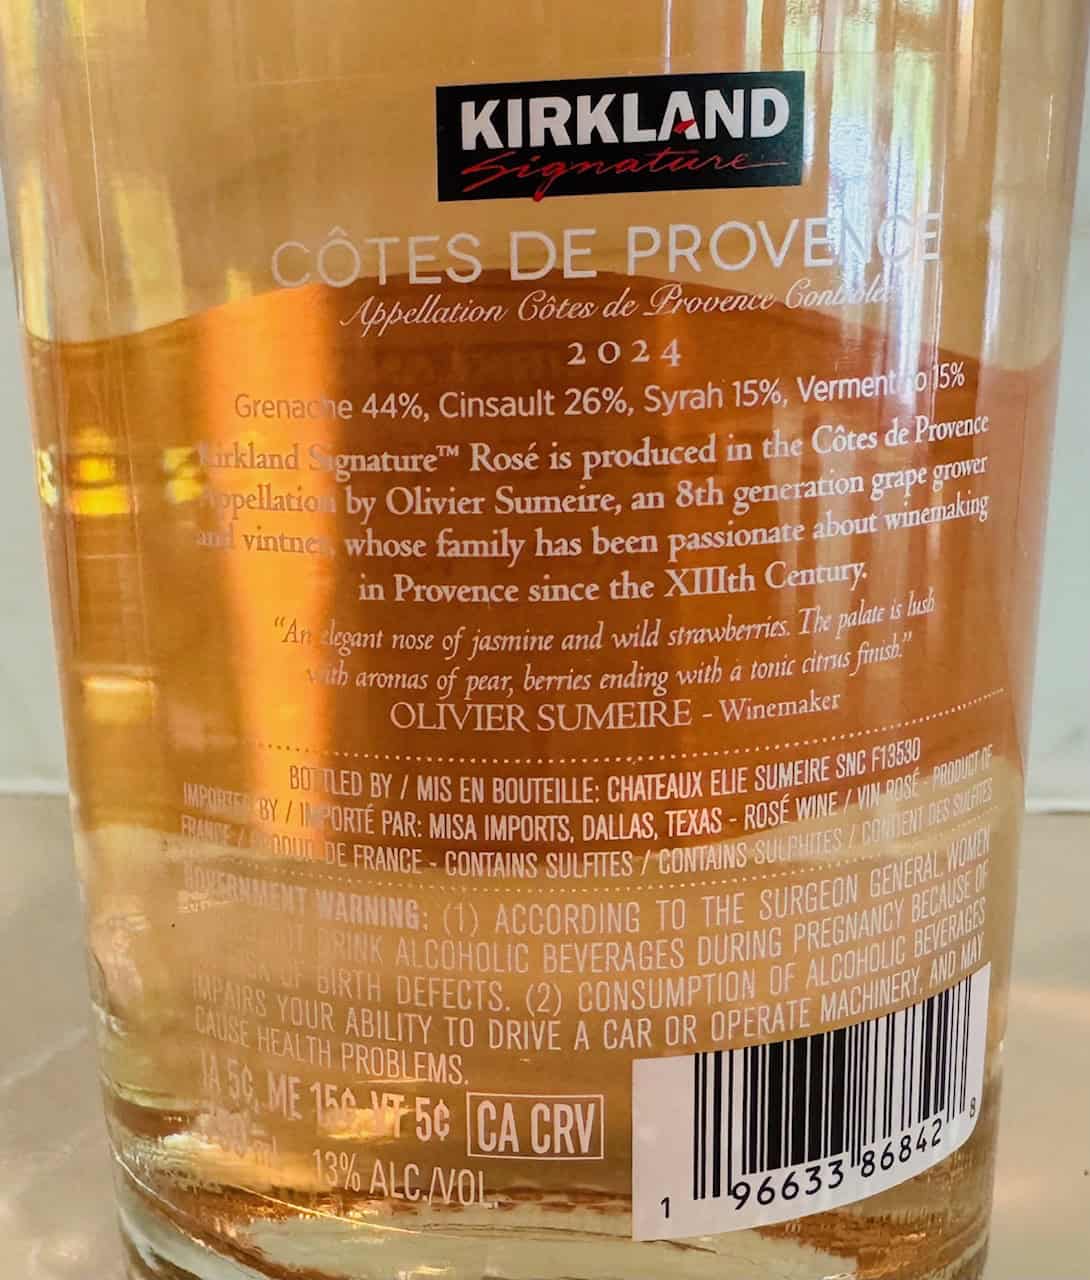 KIRKLAND
Signature
CÔTES DE PROVENCE
Appellation Côtes de Provence Contrôlée
2024
Grenache 44%, Cinsault 26%, Syrah 15%, Vermentino 15%
Kirkland Signature™ Rosé is produced in the Côtes de Provence
Appellation by Olivier Sumeire, an 8th generation grape grower
and vintner, whose family has been passionate about winemaking
in Provence since the XIIIth Century.
“An elegant nose of jasmine and wild strawberries. The palate is lush
with aromas of pear, berries ending with a tonic citrus finish.”
OLIVIER SUMEIRE - Winemaker
BOTTLED BY / MIS EN BOUTEILLE: CHATEAUX ELIE SUMEIRE SNC F13530
IMPORTED BY / IMPORTÉ PAR: MISA IMPORTS, DALLAS, TEXAS - ROSÉ WINE / VIN ROSÉ - PRODUCT OF
FRANCE / PRODUIT DE FRANCE - CONTAINS SULFITES / CONTAINS SULPHITES / CONTIENT DES SULFITES
GOVERNMENT WARNING: (1) ACCORDING TO THE SURGEON GENERAL, WOMEN
NOT DRINK ALCOHOLIC BEVERAGES DURING PREGNANCY BECAUSE OF
RISK OF BIRTH DEFECTS. (2) CONSUMPTION OF ALCOHOLIC BEVERAGES
IMPAIRS YOUR ABILITY TO DRIVE A CAR OR OPERATE MACHINERY, AND MAY
CAUSE HEALTH PROBLEMS.
IA 5¢, ME 15¢, VT 5¢ CA CRV
ml 13% ALC./VOL.
1 96633 86842 8